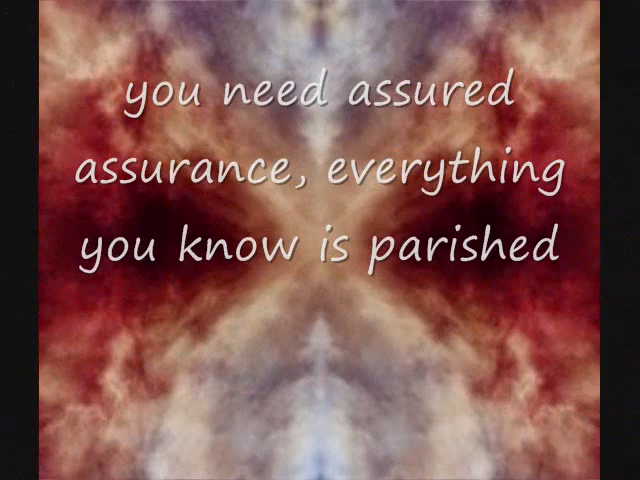 you need assured
assurance, everything
you know is parished